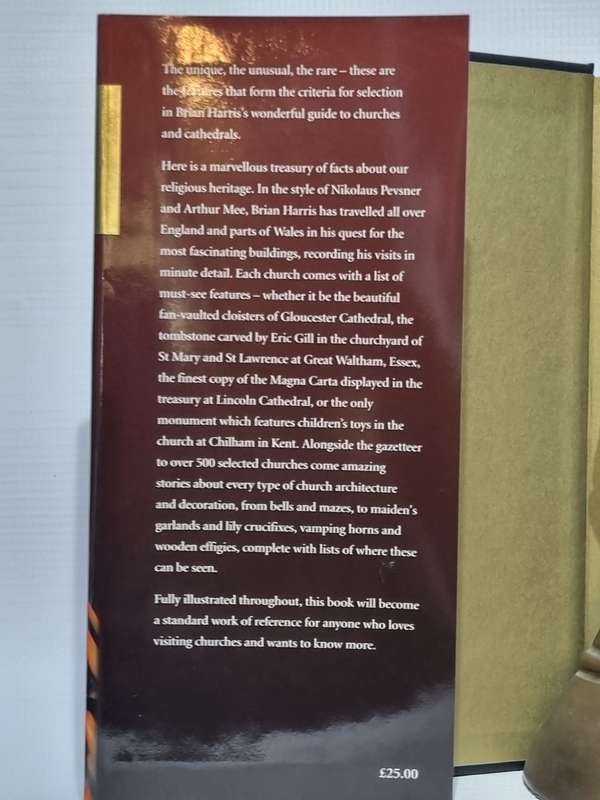 The unique, the unusual, the rare – these are
the features that form the criteria for selection
in Brian Harris's wonderful guide to churches
and cathedrals.
Here is a marvellous treasury of facts about our
religious heritage. In the style of Nikolaus Pevsner
and Arthur Mee, Brian Harris has travelled all over
England and parts of Wales in his quest for the
most fascinating buildings, recording his visits in
minute detail. Each church comes with a list of
must-see features – whether it be the beautiful
fan-vaulted cloisters of Gloucester Cathedral, the
tombstone carved by Eric Gill in the churchyard of
St Mary and St Lawrence at Great Waltham, Essex,
the finest copy of the Magna Carta displayed in the
treasury at Lincoln Cathedral, or the only
monument which features children's toys in the
church at Chilham in Kent. Alongside the gazetteer
to over 500 selected churches come amazing
stories about every type of church architecture
and decoration, from bells and mazes, to maiden's
garlands and lily crucifixes, vamping horns and
wooden effigies, complete with lists of where these
can be seen.
Fully illustrated throughout, this book will become
a standard work of reference for anyone who loves
visiting churches and wants to know more.
£25.00